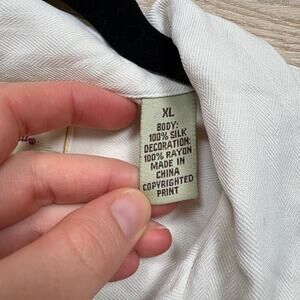 XL
BODY:
100% SILK
DECORATION:
100% RAYON
MADE IN
CHINA
COPYRIGHTED
PRINT